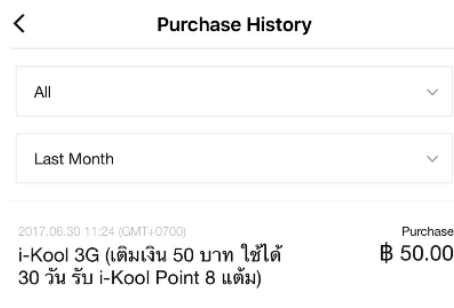 Purchase History
All
Last Month
2017.06.30 11:24 (GMT+0700)
Purchase
i-Kool 3G (เติมเงิน 50 บาท ใช้ได้
฿ 50.00
30 วัน รับ i-Kool Point 8 แต้ม)